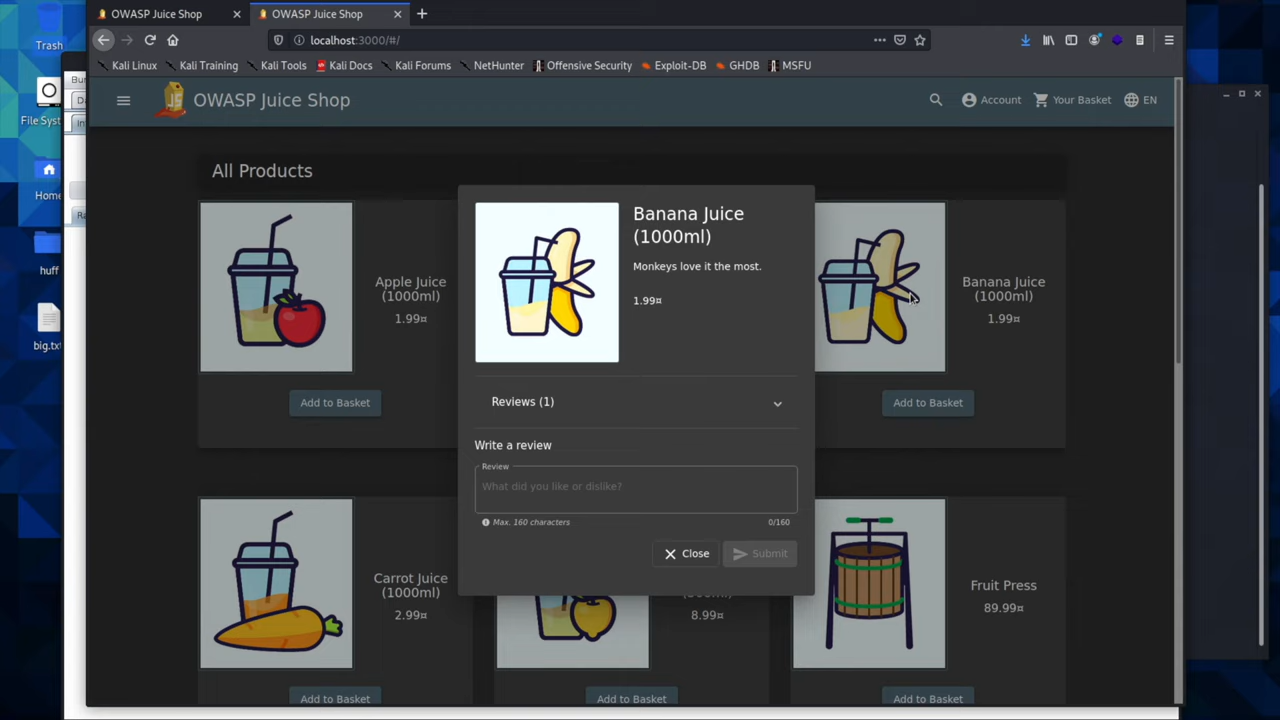 Trash
File Sys
Home
huff
big.txt
OWASP Juice Shop
OWASP Juice Shop
localhost:3000/#/
Kali Linux
Kali Training
Kali Tools
Kali Docs
Kali Forums
NetHunter
Offensive Security
Exploit-DB
GHDB
MSFU
OWASP Juice Shop
Account
Your Basket
EN
All Products
Apple Juice
(1000ml)
1.99¤
Add to Basket
Banana Juice
(1000ml)
Monkeys love it the most.
1.99¤
Reviews (1)
Write a review
Review
What did you like or dislike?
Max. 160 characters
0/160
Close
Submit
Banana Juice
(1000ml)
1.99¤
Add to Basket
Carrot Juice
(1000ml)
2.99¤
Add to Basket
8.99¤
Add to Basket
Fruit Press
89.99¤
Add to Basket